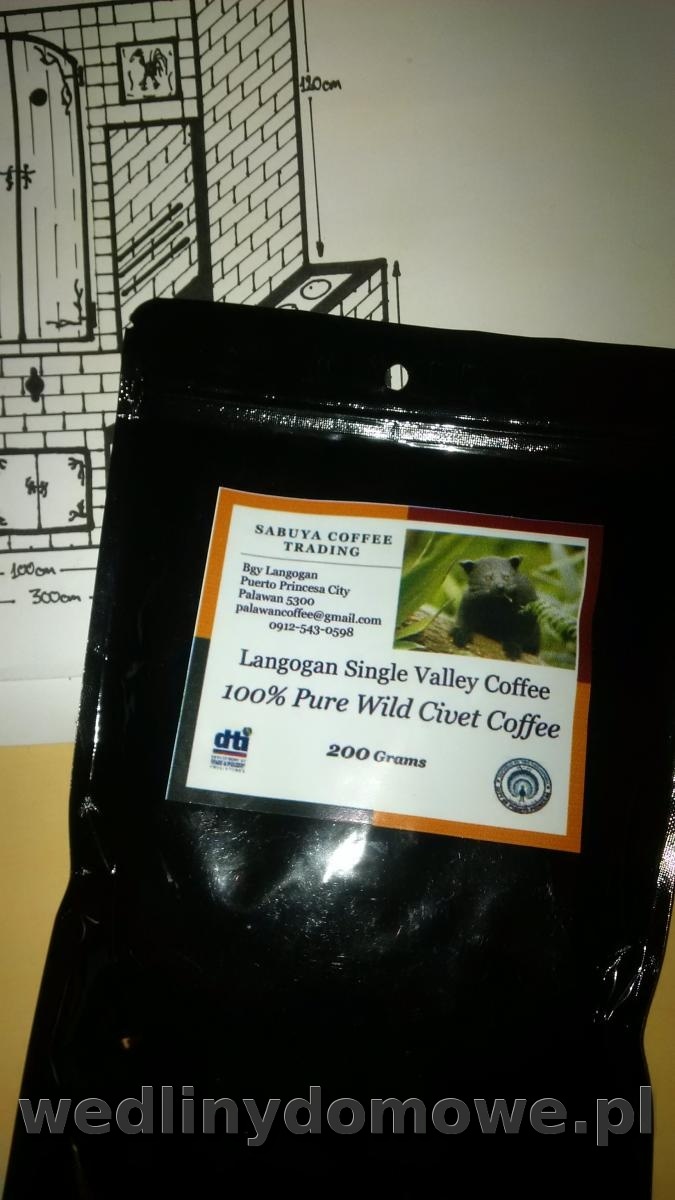 120cm
100cm
300cm
SABUYA COFFEE
TRADING
Bgy Langogan
Puerto Princesa City
Palawan 5300
palawancoffee@gmail.com
0912-543-0598
Langogan Single Valley Coffee
100% Pure Wild Civet Coffee
200 Grams
dti
wedlinydomowe.pl